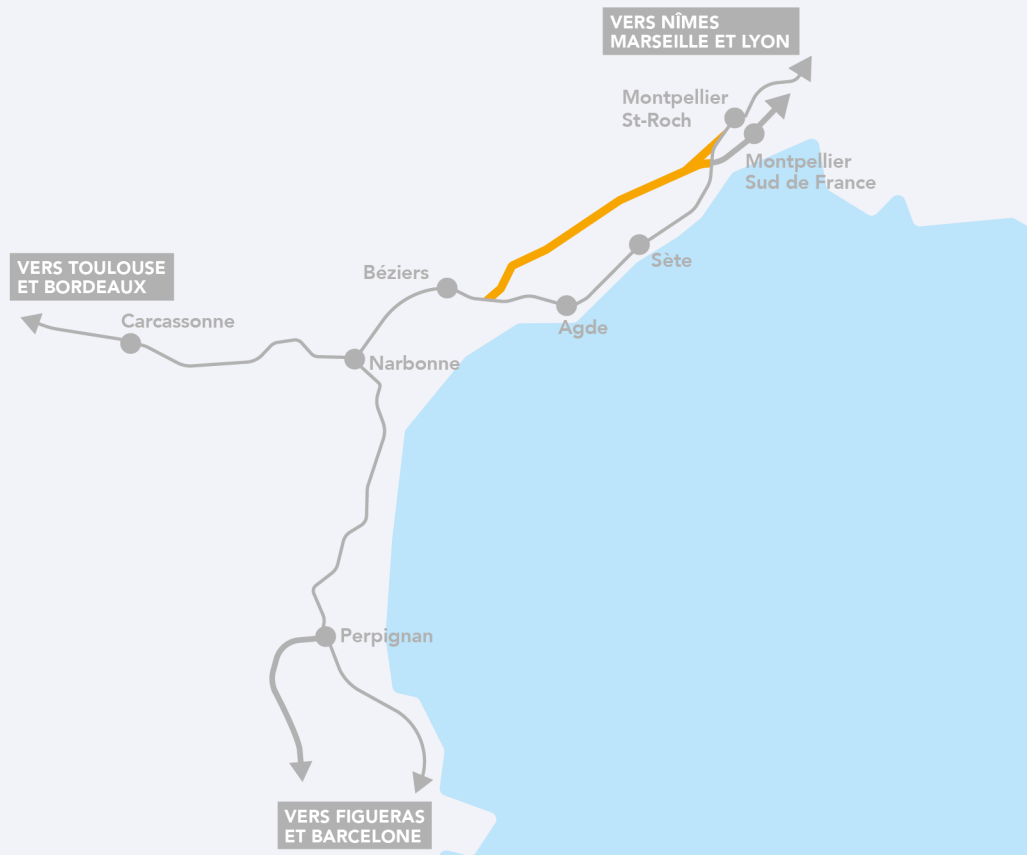 VERS NÎMES
MARSEILLE ET LYON
Montpellier
St-Roch
Montpellier
Sud de France
Sète
Béziers
Agde
VERS TOULOUSE
ET BORDEAUX
Carcassonne
Narbonne
Perpignan
VERS FIGUERAS
ET BARCELONE